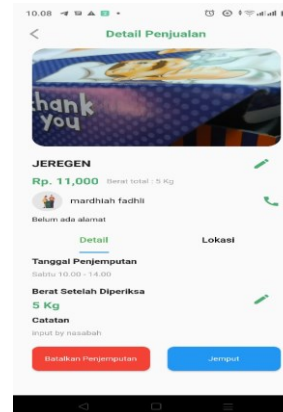 10.08
Detail Penjualan
thank
you
JEREGEN
Rp. 11,000 Berat total : 5 Kg
mardhiah fadhli
Belum ada alamat
Detail Lokasi
Tanggal Penjemputan
Sabtu 10.00 - 14.00
Berat Setelah Diperiksa
5 Kg
Catatan
input by nasabah
Batalkan Penjemputan Jemput